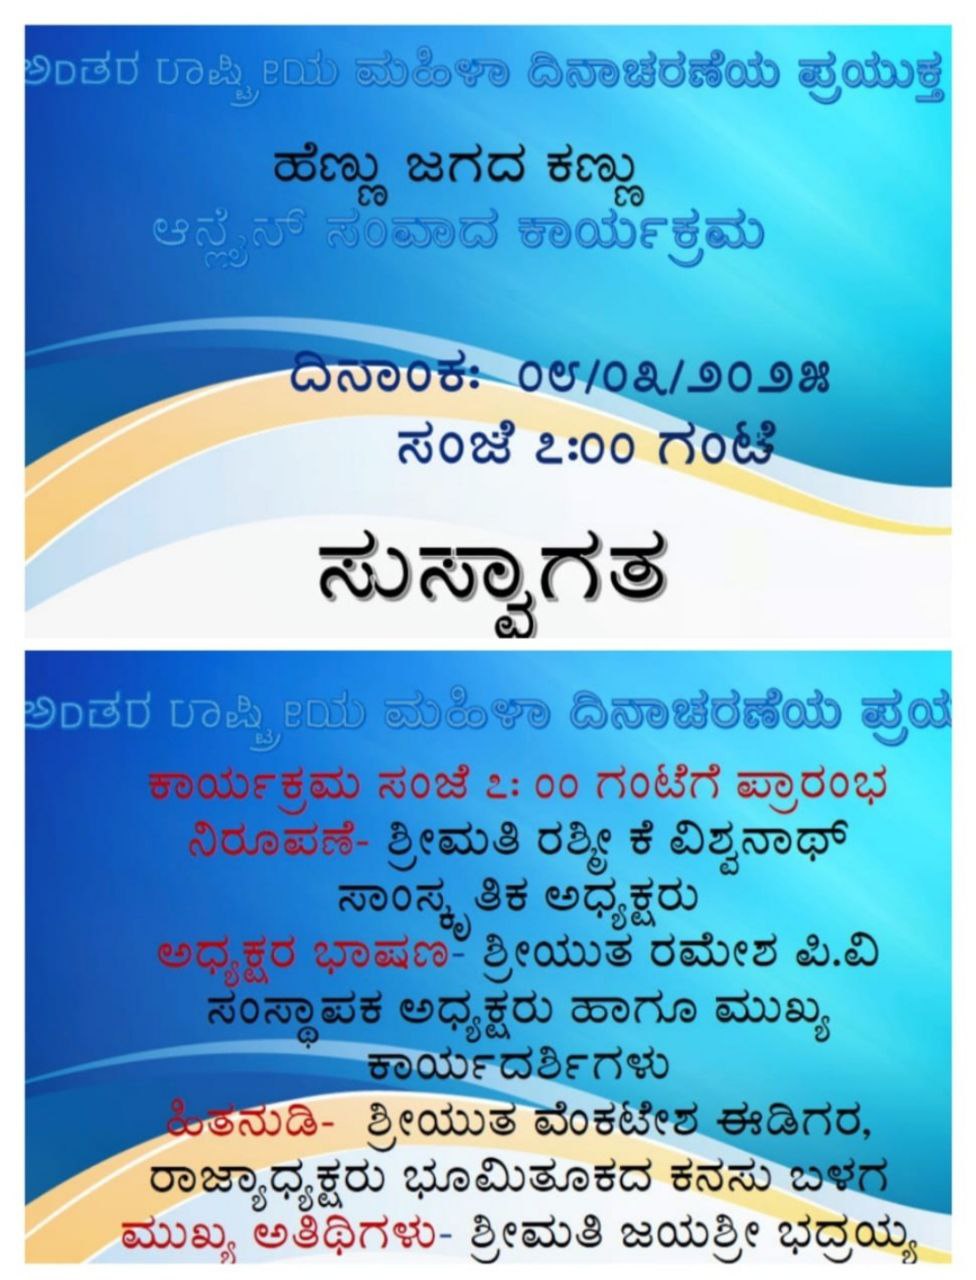 ಅಂತರ ರಾಷ್ಟ್ರೀಯ ಮಹಿಳಾ ದಿನಾಚರಣೆಯ ಪ್ರಯುಕ್ತ
ಹೆಣ್ಣು ಜಗದ ಕಣ್ಣು
ಆನ್ಲೈನ್ ಸಂವಾದ ಕಾರ್ಯಕ್ರಮ
ದಿನಾಂಕ: ೦೮/೦೩/೨೦೨೫
ಸಂಜೆ ೭:೦೦ ಗಂಟೆ
ಸುಸ್ವಾಗತ
ಅಂತರ ರಾಷ್ಟ್ರೀಯ ಮಹಿಳಾ ದಿನಾಚರಣೆಯ ಪ್ರಯ
ಕಾರ್ಯಕ್ರಮ ಸಂಜೆ ೭: ೦೦ ಗಂಟೆಗೆ ಪ್ರಾರಂಭ
ನಿರೂಪಣೆ- ಶ್ರೀಮತಿ ರಶ್ಮೀ ಕೆ ವಿಶ್ವನಾಥ್
ಸಾಂಸ್ಕೃತಿಕ ಅಧ್ಯಕ್ಷರು
ಅಧ್ಯಕ್ಷರ ಭಾಷಣ- ಶ್ರೀಯುತ ರಮೇಶ ಪಿ.ವಿ
ಸಂಸ್ಥಾಪಕ ಅಧ್ಯಕ್ಷರು ಹಾಗೂ ಮುಖ್ಯ
ಕಾರ್ಯದರ್ಶಿಗಳು
ಹಿತನುಡಿ- ಶ್ರೀಯುತ ವೆಂಕಟೇಶ ಈಡಿಗರ,
ರಾಜ್ಯಾಧ್ಯಕ್ಷರು ಭೂಮಿತೂಕದ ಕನಸು ಬಳಗ
ಮುಖ್ಯ ಅತಿಥಿಗಳು- ಶ್ರೀಮತಿ ಜಯಶ್ರೀ ಭದ್ರಯ್ಯ